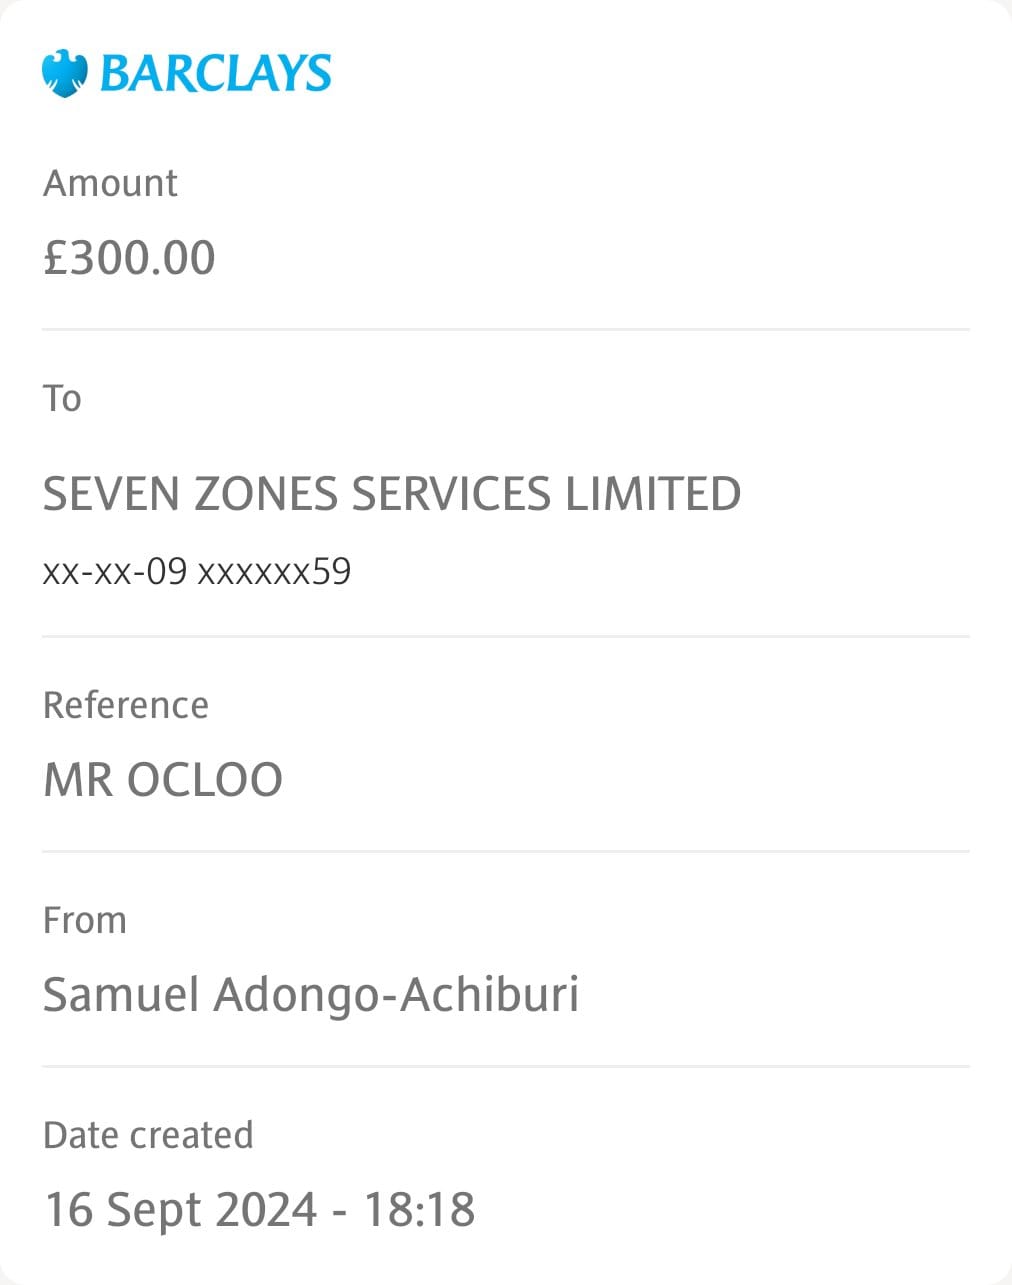 BARCLAYS
Amount
£300.00
To
SEVEN ZONES SERVICES LIMITED
xx-xx-09 xxxxxx59
Reference
MR OCLOO
From
Samuel Adongo-Achiburi
Date created
16 Sept 2024 - 18:18